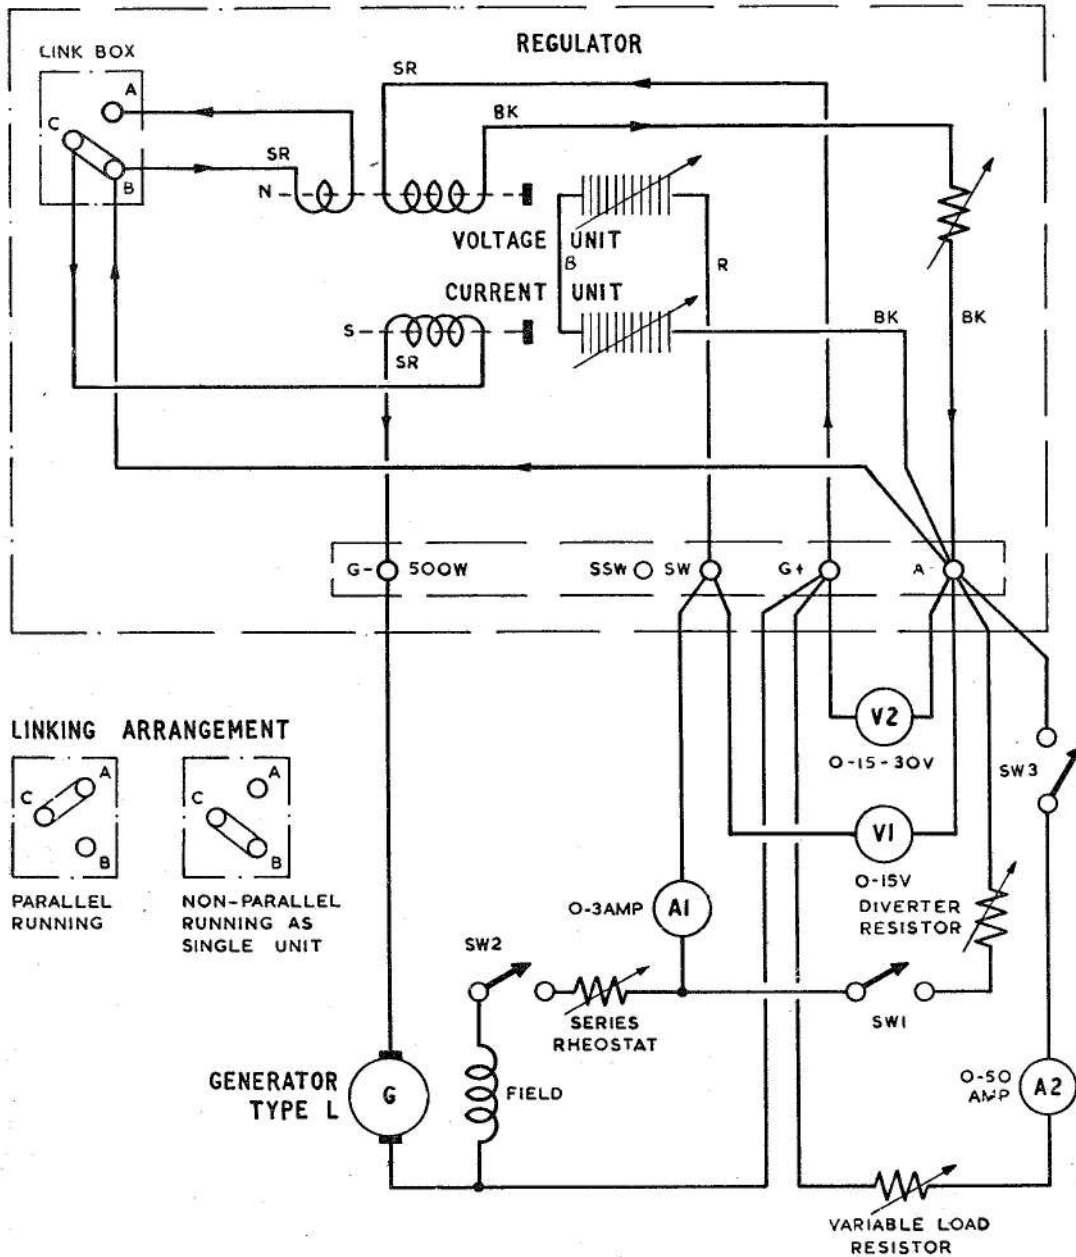 REGULATOR
LINK BOX
A
C
B
SR
SR
BK
N
VOLTAGE UNIT
B
R
CURRENT UNIT
S
SR
BK
BK
G-
500W
SSW
SW
G+
A-
LINKING ARRANGEMENT
C
A
B
PARALLEL
RUNNING
C
A
B
NON-PARALLEL
RUNNING AS
SINGLE UNIT
V2
0-15-30V
SW3
V1
0-15V
DIVERTER
RESISTOR
0-3AMP
A1
SW2
SERIES
RHEOSTAT
SW1
GENERATOR
TYPE L
G
FIELD
0-50
AMP
A2
VARIABLE LOAD
RESISTOR